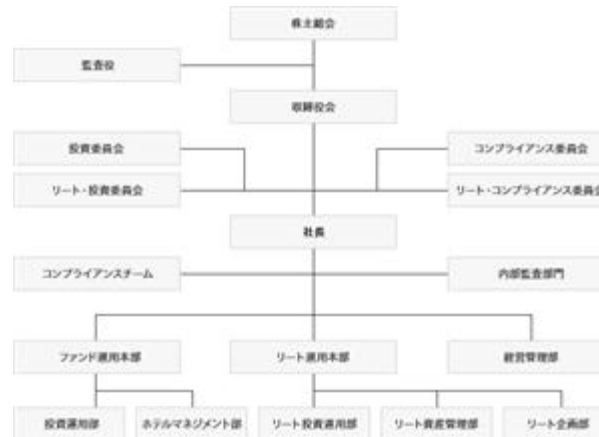 株主総会
監査役
取締役会
投資委員会
コンプライアンス委員会
リート・投資委員会
リート・コンプライアンス委員会
社長
コンプライアンスチーム
内部監査部門
ファンド運用本部
リート運用本部
経営管理部
投資運用部
ホテルマネジメント部
リート投資運用部
リート資産管理部
リート企画部